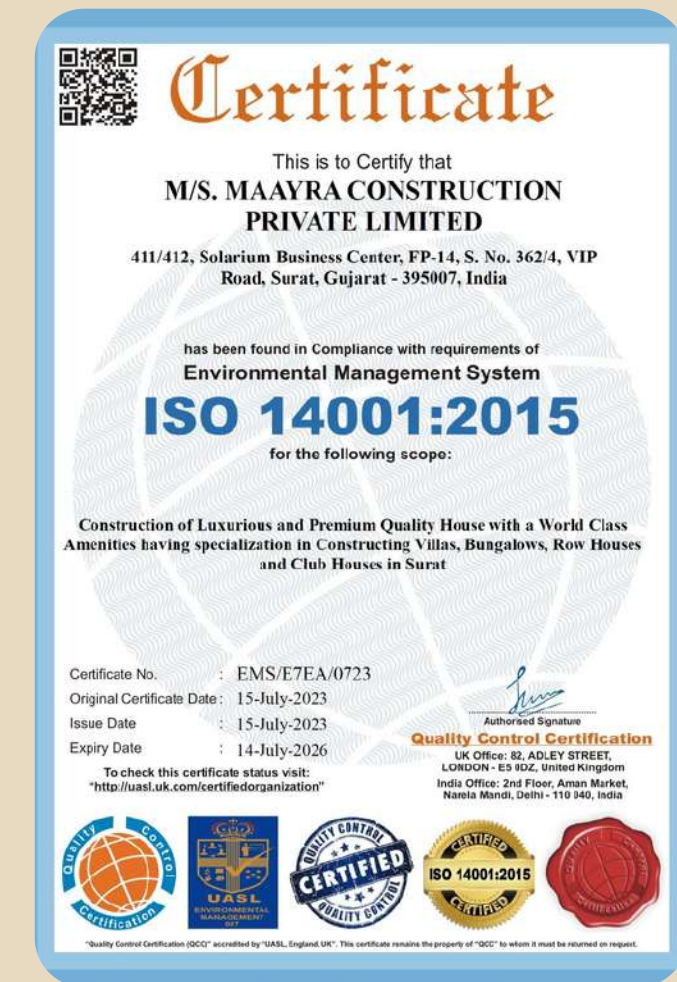 Certificate
This is to Certify that
M/S. MAAYRA CONSTRUCTION
PRIVATE LIMITED
411/412, Solarium Business Center, FP-14, S. No. 362/4, VIP
Road, Surat, Gujarat - 395007, India
has been found in Compliance with requirements of
Environmental Management System
ISO 14001:2015
for the following scope:
Construction of Luxurious and Premium Quality House with a World Class
Amenities having specialization in Constructing Villas, Bungalows, Row Houses
and Club Houses in Surat
Certificate No. : EMS/E7EA/0723
Original Certificate Date : 15-July-2023
Issue Date : 15-July-2023
Expiry Date : 14-July-2026
To check this certificate status visit:
"http://uasl.uk.com/certifiedorganization"
Authorised Signature
Quality Control Certification
UK Office: 82, ADLEY STREET,
LONDON - E5 0DZ, United Kingdom
India Office: 2nd Floor, Aman Market,
Narela Mandi, Delhi - 110 040, India
Quality Control
Certification
UASL
ENVIRONMENTAL
MANAGEMENT
QUALITY CONTROL
CERTIFIED
QUALITY CONTROL
CERTIFIED
ISO 14001:2015
CERTIFIED
"Quality Control Certification (QCC)" accredited by "UASL, England, UK". This certificate remains the property of "QCC" to whom it must be returned on request.